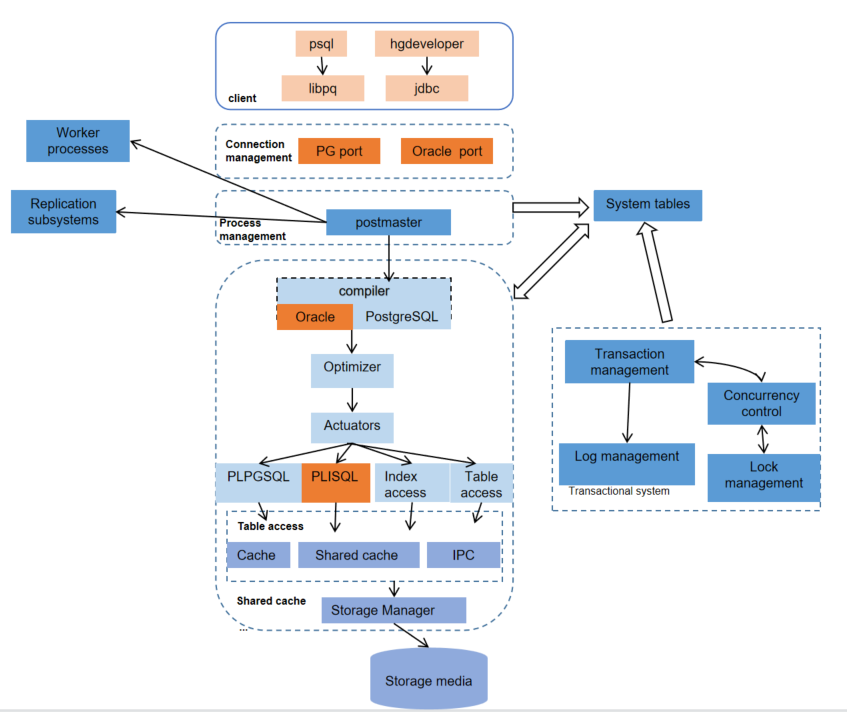 psql
hgdeveloper
libpq
jdbc
client
Connection
management
PG port
Oracle port
Worker
processes
Replication
subsystems
Process
management
postmaster
System tables
compiler
Oracle
PostgreSQL
Optimizer
Actuators
PLPGSQL
PLISQL
Index
access
Table
access
Table access
Cache
Shared cache
IPC
Shared cache
Storage Manager
...
Storage media
Transaction
management
Concurrency
control
Log management
Lock
management
Transactional system